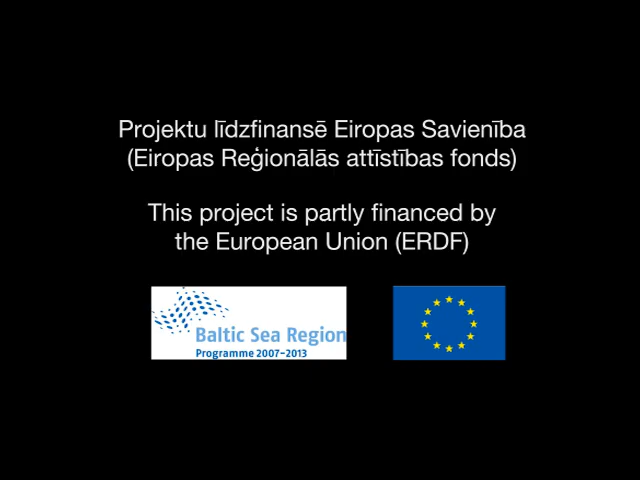 Projektu līdzfinansē Eiropas Savienība
(Eiropas Reģionālās attīstības fonds)
This project is partly financed by
the European Union (ERDF)
Baltic Sea Region
Programme 2007–2013